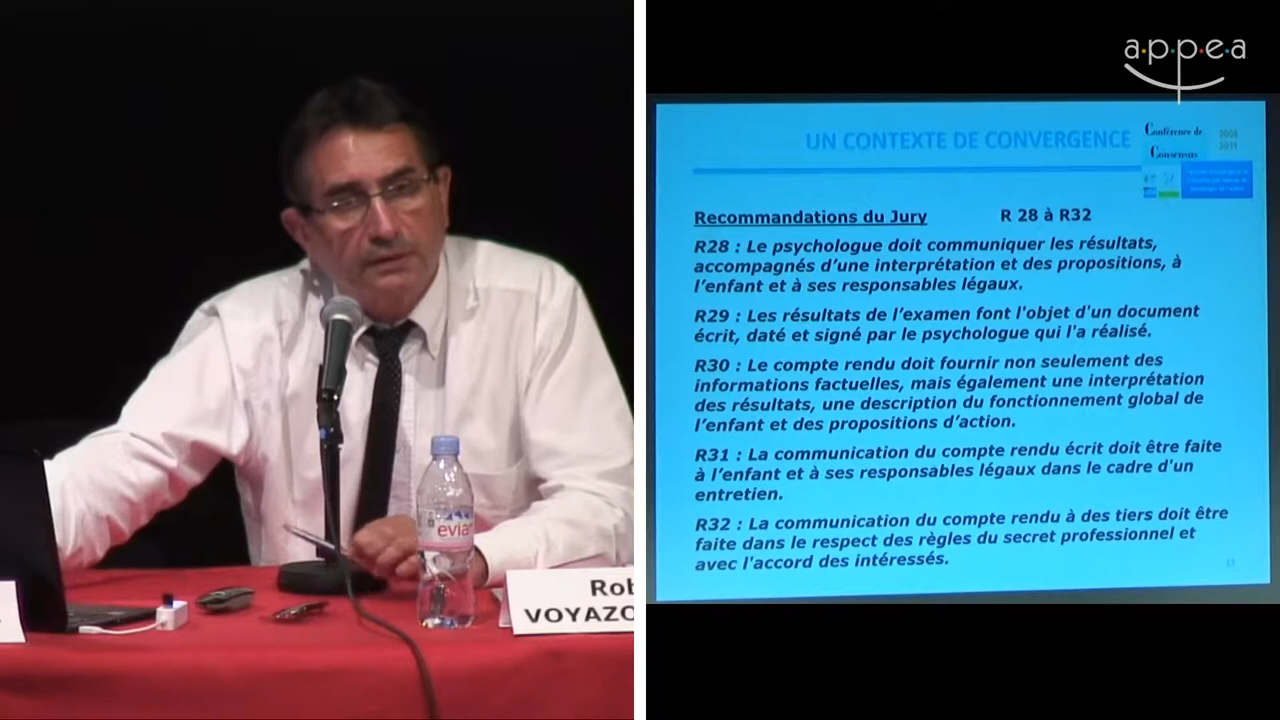 a.p.p.e.a
UN CONTEXTE DE CONVERGENCE
Conférence de
Consensus
2008
2011
Recommandations du Jury R 28 à R32
R28 : Le psychologue doit communiquer les résultats,
accompagnés d’une interprétation et des propositions, à
l’enfant et à ses responsables légaux.
R29 : Les résultats de l’examen font l'objet d'un document
écrit, daté et signé par le psychologue qui l'a réalisé.
R30 : Le compte rendu doit fournir non seulement des
informations factuelles, mais également une interprétation
des résultats, une description du fonctionnement global de
l’enfant et des propositions d’action.
R31 : La communication du compte rendu écrit doit être faite
à l’enfant et à ses responsables légaux dans le cadre d'un
entretien.
R32 : La communication du compte rendu à des tiers doit être
faite dans le respect des règles du secret professionnel et
avec l'accord des intéressés.
13
evian
Rob
VOYAZO